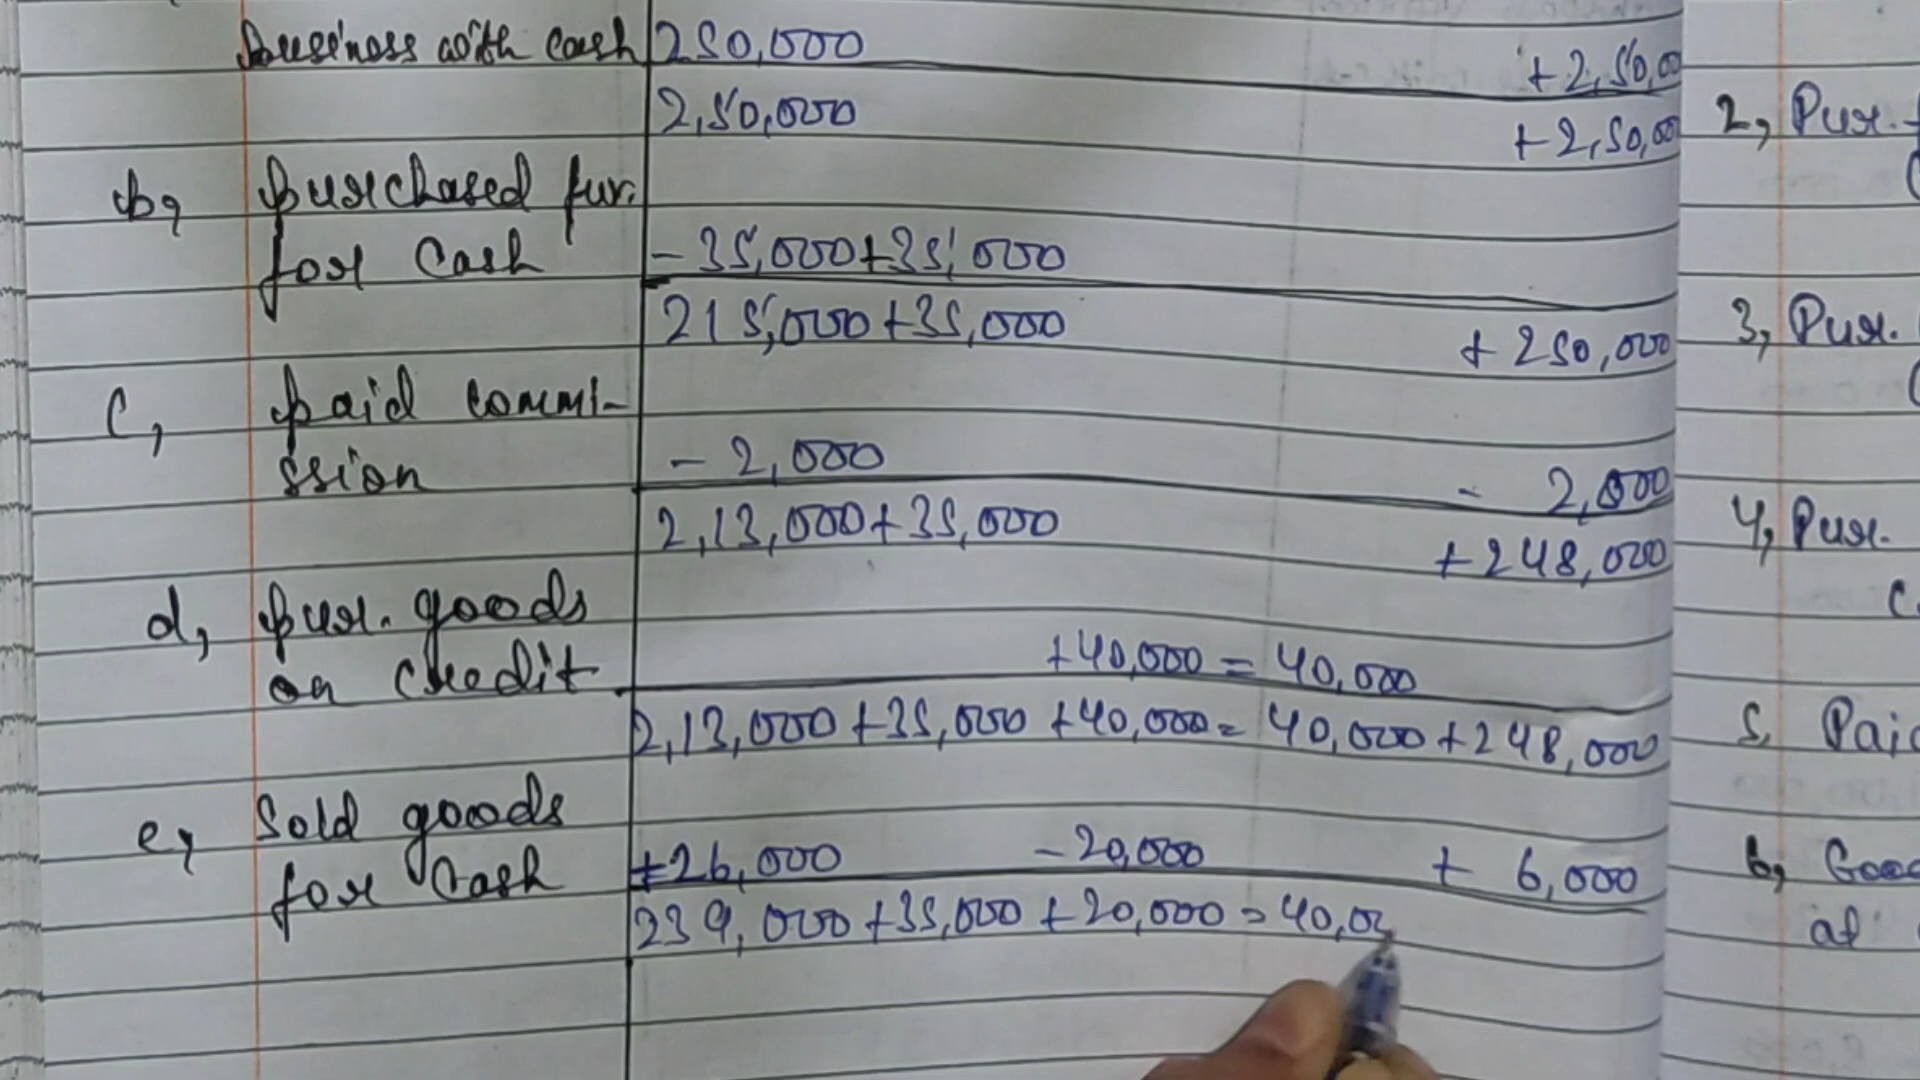 business with cash 250,000 +2,50,00
2,50,000 +2,50,00
b, purchased fur.
for cash -35,000+35,000
215,000+35,000 +250,000
c, paid commi-
ssion -2,000 - 2,000
2,13,000+35,000 +248,000
d, pur. goods
on credit +40,000 = 40,000
2,13,000 +35,000 +40,000= 40,000+248,000
e, Sold goods
for Cash +26,000 -20,000 + 6,000
239,000+35,000 +20,000 = 40,00
2, Pur.
3, Pur.
4, Pur.
c.
5, Paid
6, Good
at